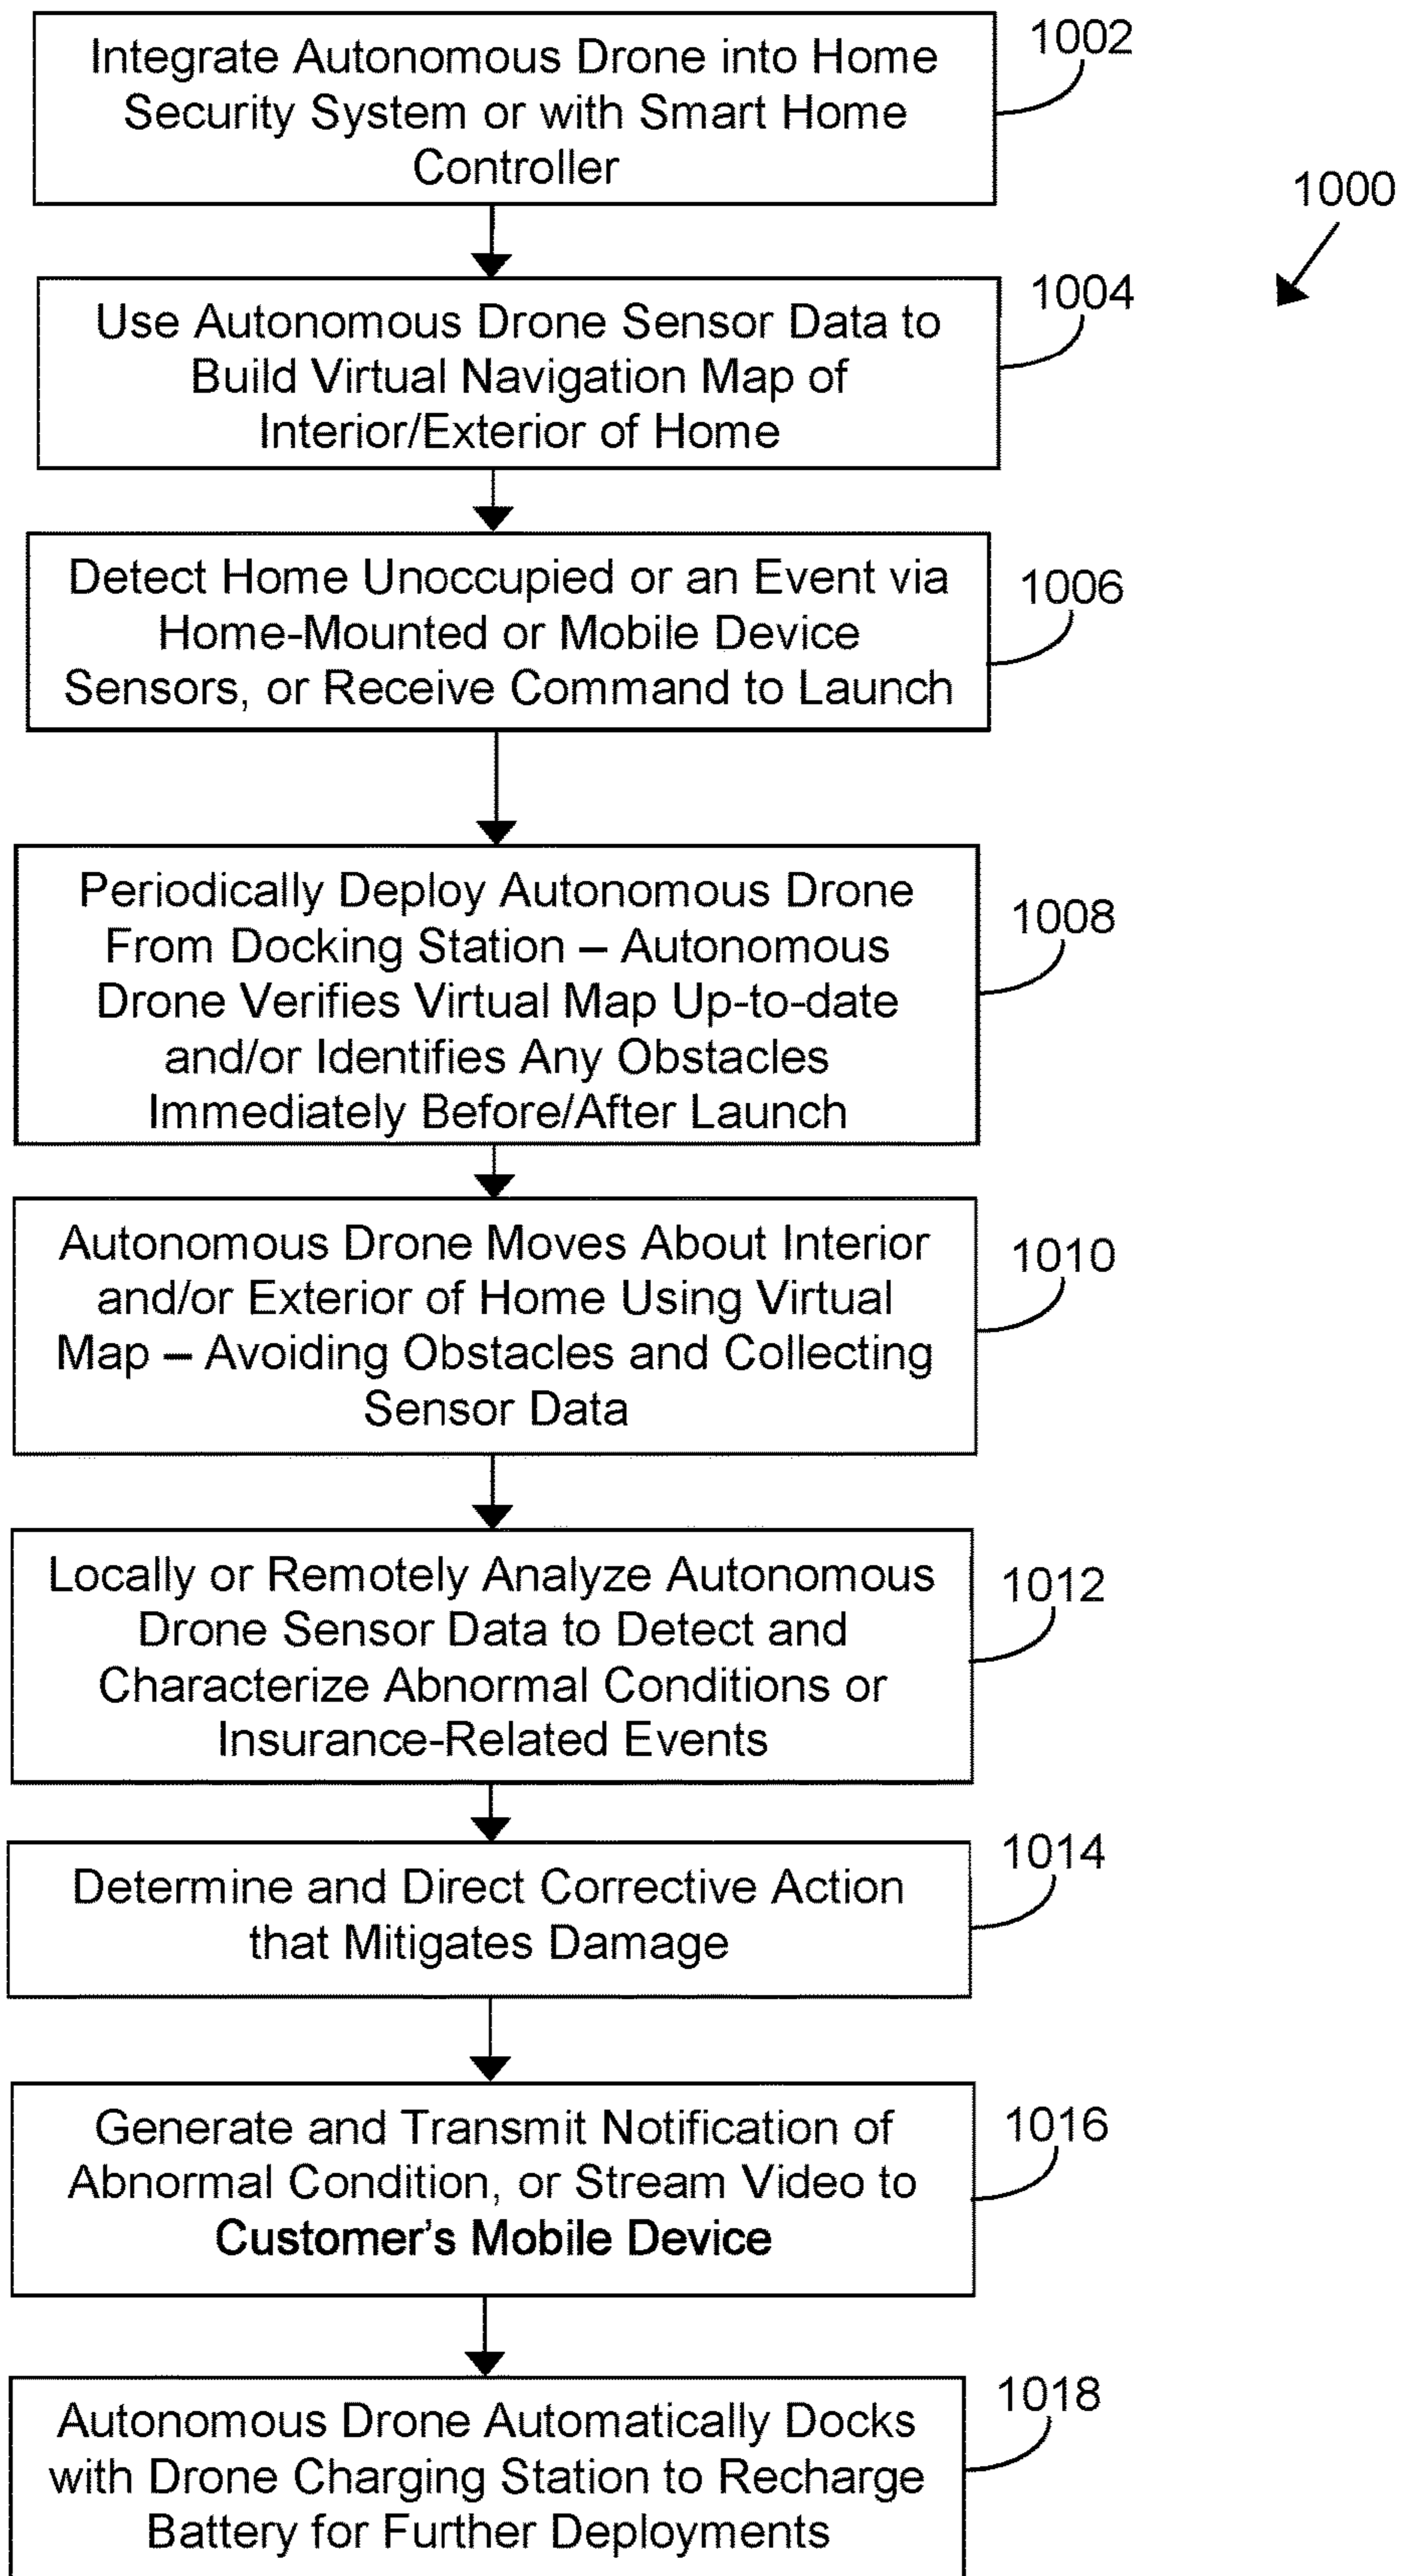 Integrate Autonomous Drone into Home
Security System or with Smart Home
Controller
1002
1000
Use Autonomous Drone Sensor Data to
Build Virtual Navigation Map of
Interior/Exterior of Home
1004
Detect Home Unoccupied or an Event via
Home-Mounted or Mobile Device
Sensors, or Receive Command to Launch
1006
Periodically Deploy Autonomous Drone
From Docking Station – Autonomous
Drone Verifies Virtual Map Up-to-date
and/or Identifies Any Obstacles
Immediately Before/After Launch
1008
Autonomous Drone Moves About Interior
and/or Exterior of Home Using Virtual
Map – Avoiding Obstacles and Collecting
Sensor Data
1010
Locally or Remotely Analyze Autonomous
Drone Sensor Data to Detect and
Characterize Abnormal Conditions or
Insurance-Related Events
1012
Determine and Direct Corrective Action
that Mitigates Damage
1014
Generate and Transmit Notification of
Abnormal Condition, or Stream Video to
Customer's Mobile Device
1016
Autonomous Drone Automatically Docks
with Drone Charging Station to Recharge
Battery for Further Deployments
1018